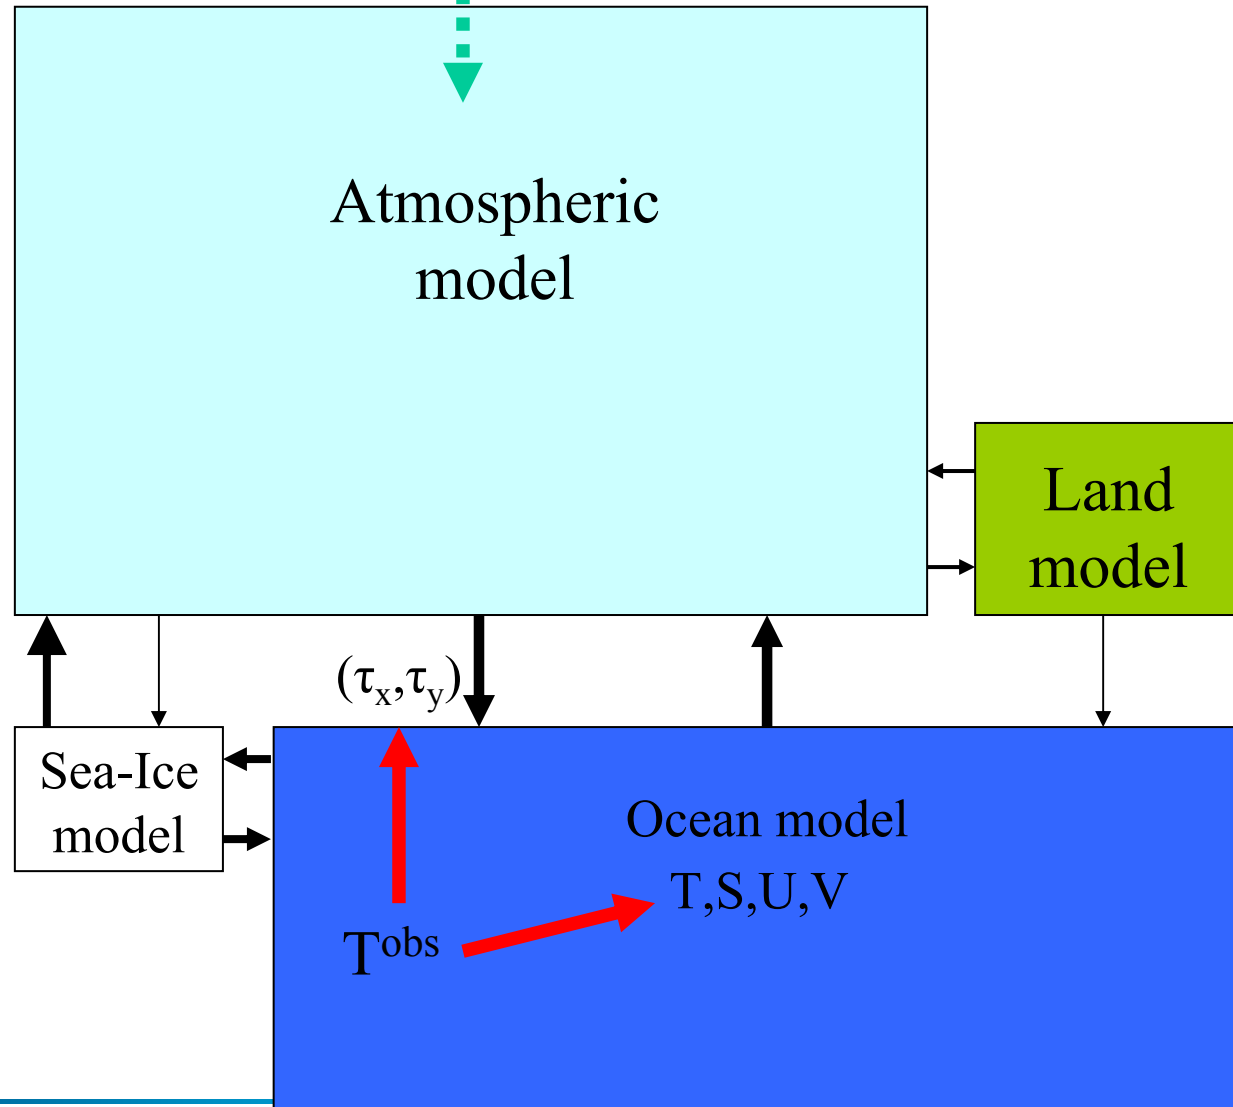 Atmospheric
model
Land
model
(τx,τy)
Sea-Ice
model
Ocean model
T,S,U,V
Tobs